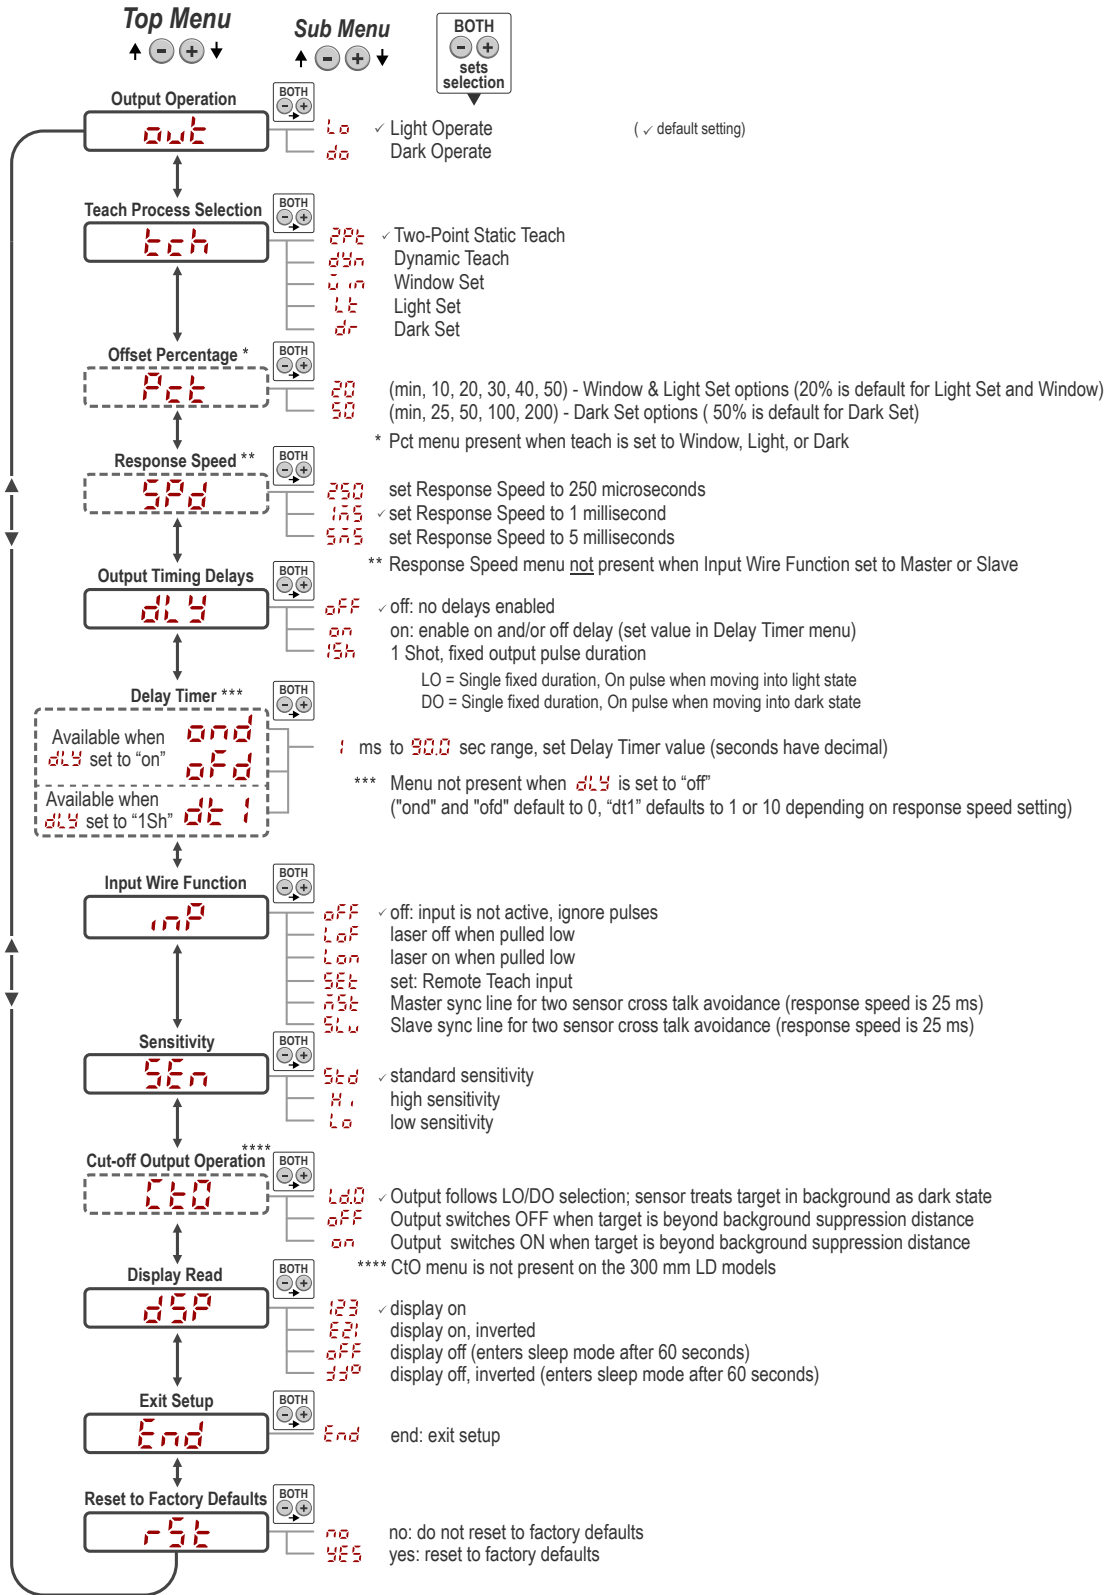 Top Menu
Sub Menu
BOTH
- +
sets
selection
- +
- +
Output Operation
BOTH
- +
out
Lo ✓ Light Operate
( ✓ default setting)
do Dark Operate
Teach Process Selection
BOTH
- +
tch
2Pt ✓ Two-Point Static Teach
dYn Dynamic Teach
Win Window Set
Lt Light Set
dr Dark Set
Offset Percentage *
BOTH
- +
Pct
20 (min, 10, 20, 30, 40, 50) - Window & Light Set options (20% is default for Light Set and Window)
50 (min, 25, 50, 100, 200) - Dark Set options ( 50% is default for Dark Set)
* Pct menu present when teach is set to Window, Light, or Dark
Response Speed **
BOTH
- +
SPd
250 set Response Speed to 250 microseconds
1mS ✓ set Response Speed to 1 millisecond
5mS set Response Speed to 5 milliseconds
** Response Speed menu not present when Input Wire Function set to Master or Slave
Output Timing Delays
BOTH
- +
dLY
oFF ✓ off: no delays enabled
on on: enable on and/or off delay (set value in Delay Timer menu)
1Sh 1 Shot, fixed output pulse duration
LO = Single fixed duration, On pulse when moving into light state
DO = Single fixed duration, On pulse when moving into dark state
Delay Timer ***
BOTH
- +
Available when
dLY set to “on”
ond
oFd
Available when
dLY set to “1Sh”
dt1
1 ms to 90.0 sec range, set Delay Timer value (seconds have decimal)
*** Menu not present when dLY is set to “off”
("ond" and "ofd" default to 0, “dt1” defaults to 1 or 10 depending on response speed setting)
Input Wire Function
BOTH
- +
inP
oFF ✓ off: input is not active, ignore pulses
LoF laser off when pulled low
Lon laser on when pulled low
SEt set: Remote Teach input
mSt Master sync line for two sensor cross talk avoidance (response speed is 25 ms)
SLv Slave sync line for two sensor cross talk avoidance (response speed is 25 ms)
Sensitivity
BOTH
- +
SEn
Std ✓ standard sensitivity
Hi high sensitivity
Lo low sensitivity
Cut-off Output Operation ****
BOTH
- +
CtO
Ld.O ✓ Output follows LO/DO selection; sensor treats target in background as dark state
oFF Output switches OFF when target is beyond background suppression distance
on Output switches ON when target is beyond background suppression distance
**** CtO menu is not present on the 300 mm LD models
Display Read
BOTH
- +
dSP
123 ✓ display on
display on, inverted
oFF display off (enters sleep mode after 60 seconds)
display off, inverted (enters sleep mode after 60 seconds)
Exit Setup
BOTH
- +
End
End end: exit setup
Reset to Factory Defaults
BOTH
- +
rSt
no no: do not reset to factory defaults
YES yes: reset to factory defaults